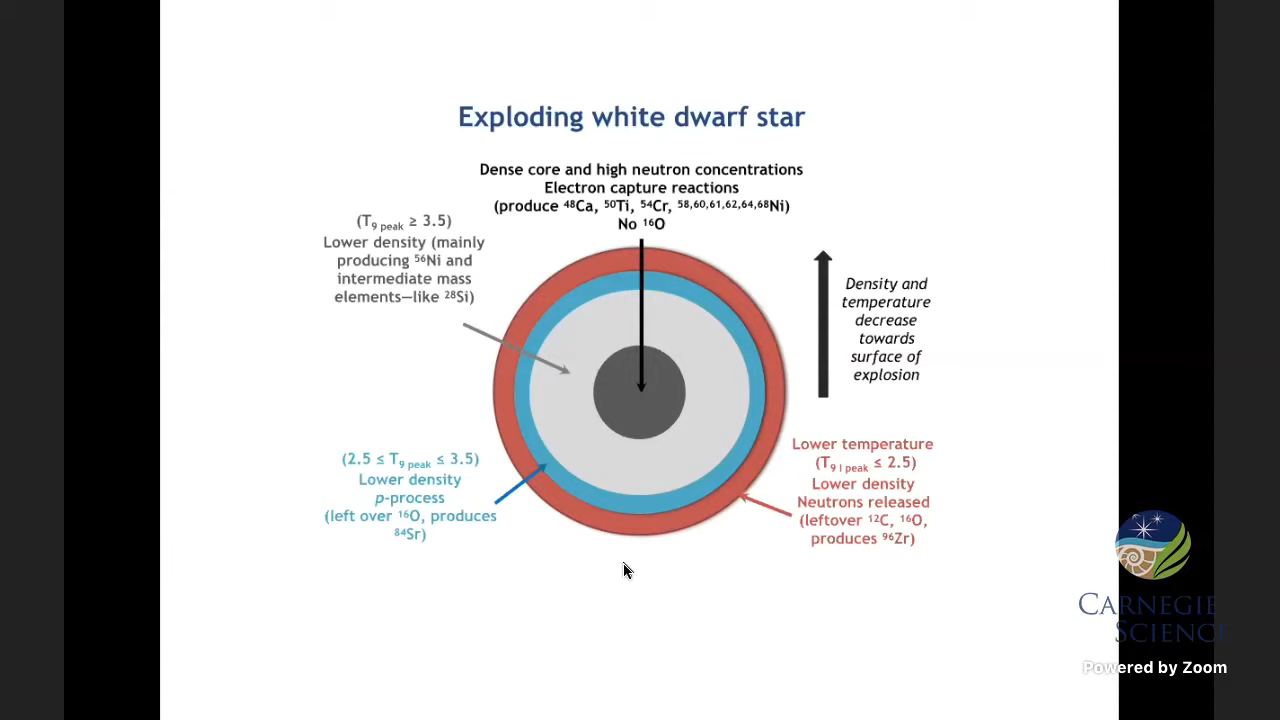 Exploding white dwarf star
Dense core and high neutron concentrations
Electron capture reactions
(produce ⁴⁸Ca, ⁵⁰Ti, ⁵⁴Cr, ⁵⁸,⁶⁰,⁶¹,⁶²,⁶⁴,⁶⁸Ni)
No ¹⁶O
(T9 peak ≥ 3.5)
Lower density (mainly
producing ⁵⁶Ni and
intermediate mass
elements—like ²⁸Si)
Density and
temperature
decrease
towards
surface of
explosion
(2.5 ≤ T9 peak ≤ 3.5)
Lower density
p-process
(left over ¹⁶O, produces
⁸⁴Sr)
Lower temperature
(T9 l peak ≤ 2.5)
Lower density
Neutrons released
(leftover ¹²C, ¹⁶O,
produces ⁹⁶Zr)
CARNEGIE
SCIENCE
Powered by Zoom